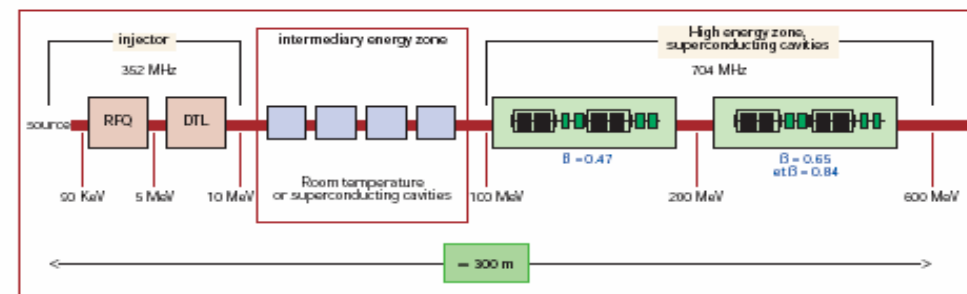 injector
352 MHz
intermediary energy zone
High energy zone,
superconducting cavities
704 MHz
source
RFQ
DTL
ß = 0.47
ß = 0.65
et ß = 0.84
Room temperature
or superconducting cavities
90 KeV
5 MeV
10 MeV
100 MeV
200 MeV
600 MeV
= 300 m